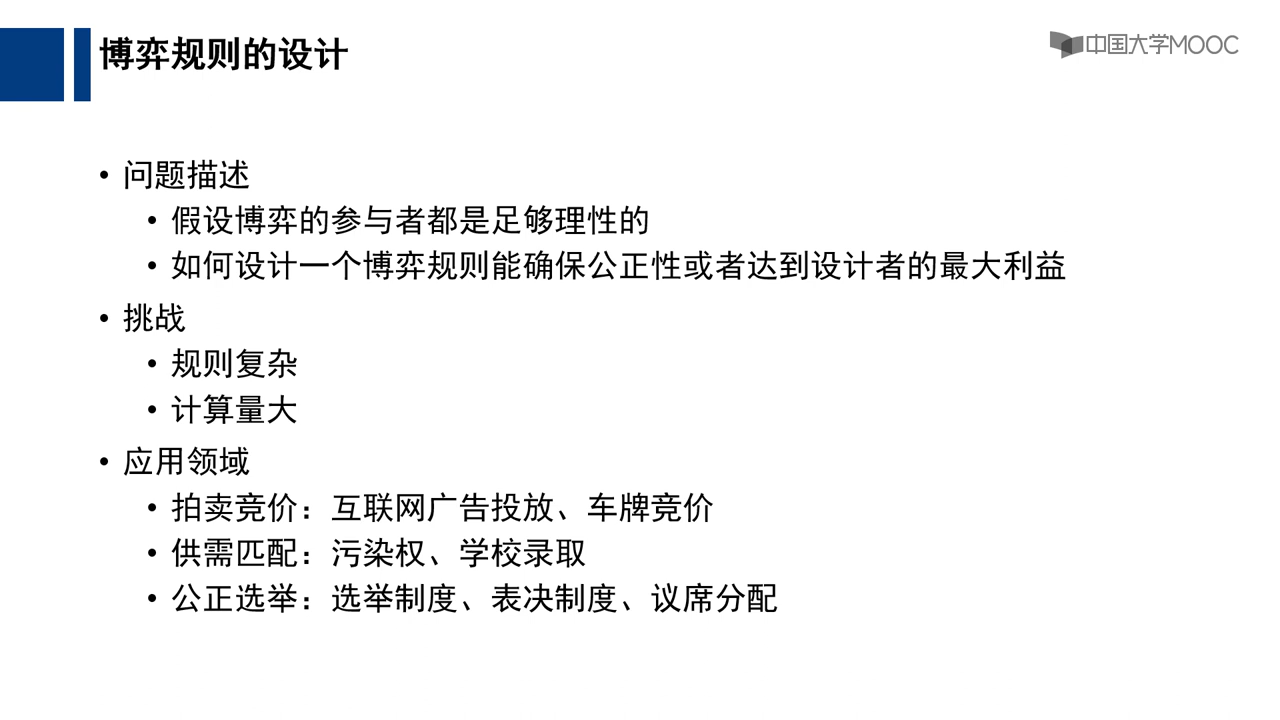 博弈规则的设计
中国大学MOOC
• 问题描述
• 假设博弈的参与者都是足够理性的
• 如何设计一个博弈规则能确保公正性或者达到设计者的最大利益
• 挑战
• 规则复杂
• 计算量大
• 应用领域
• 拍卖竞价：互联网广告投放、车牌竞价
• 供需匹配：污染权、学校录取
• 公正选举：选举制度、表决制度、议席分配